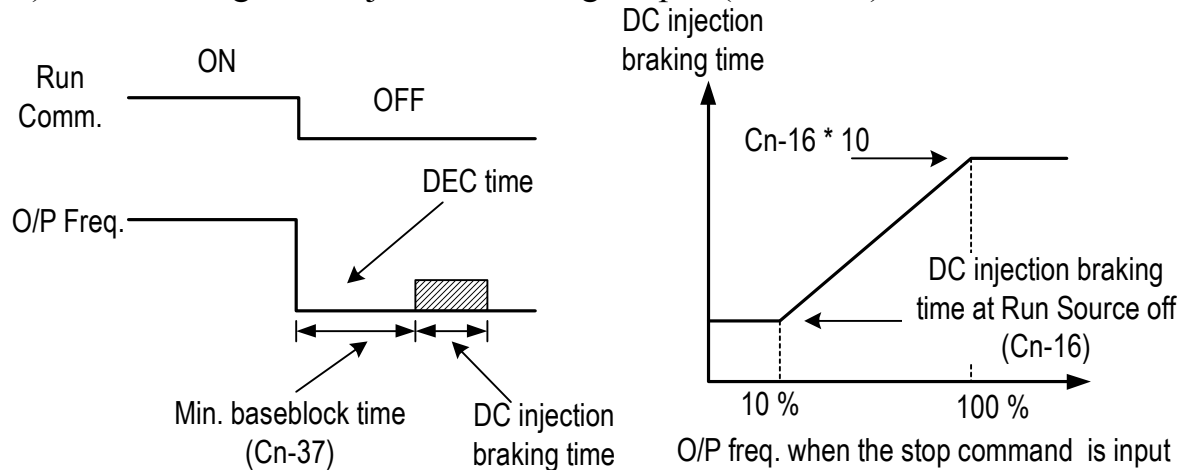 Run
Comm.
ON
OFF
O/P Freq.
DEC time
Min. baseblock time
(Cn-37)
DC injection
braking time
DC injection
braking time
Cn-16 * 10
DC injection braking
time at Run Source off
(Cn-16)
10 %
100 %
O/P freq. when the stop command is input